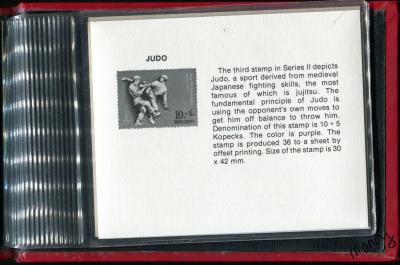 JUDO
The third stamp in Series II depicts
Judo, a sport derived from medieval
Japanese fighting skills, the most
famous of which is jujitsu. The
fundamental principle of Judo is
using the opponent's own moves to
get him off balance to throw him.
Denomination of this stamp is 10 + 5
Kopecks. The color is purple. The
stamp is produced 36 to a sheet by
offset printing. Size of the stamp is 30
x 42 mm.
10+5